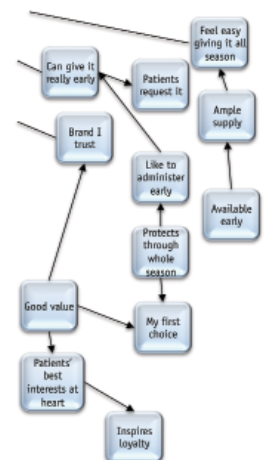 Feel easy
giving it all
season
Can give it
really early
Patients
request it
Ample
supply
Brand I
trust
Like to
administer
early
Available
early
Protects
through
whole
season
Good value
My first
choice
Patients'
best
interests at
heart
Inspires
loyalty